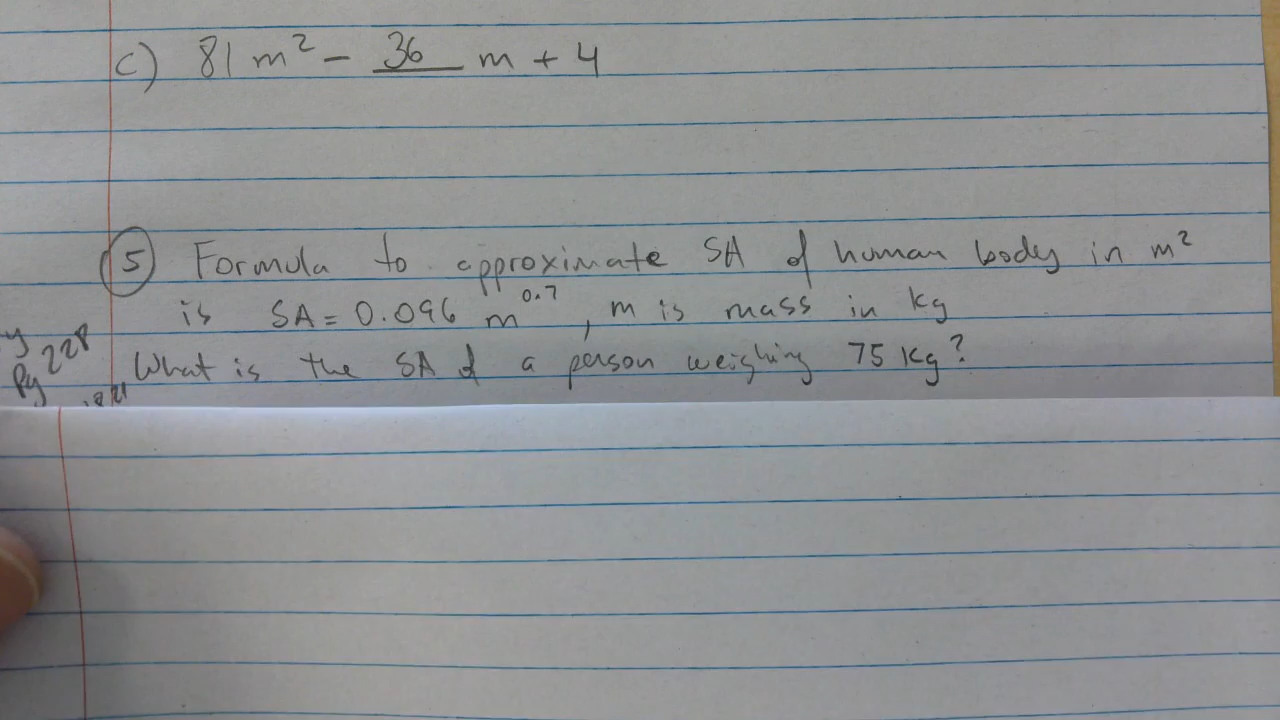 c) 81 m² - 36 m + 4
5 Formula to approximate SA of human body in m²
is SA = 0.096 m^0.7, m is mass in kg
Pg 228
What is the SA of a person weighing 75 kg?